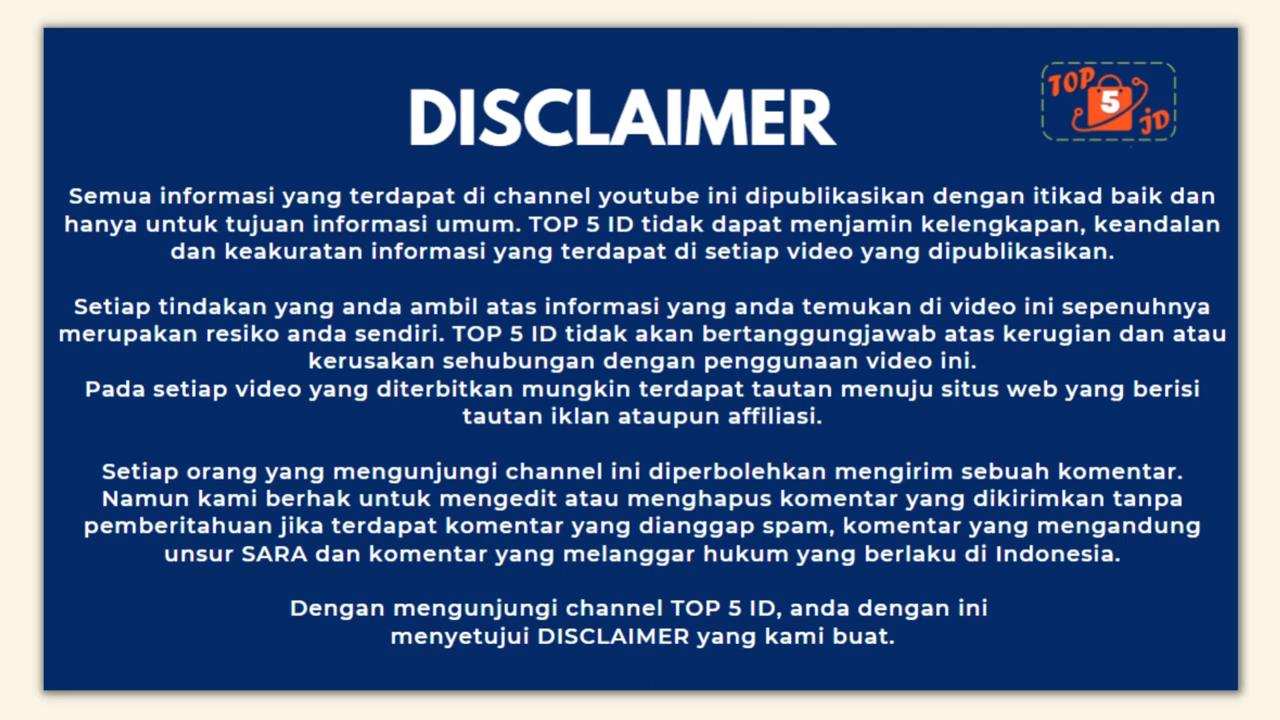 DISCLAIMER
TOP
5
iD
Semua informasi yang terdapat di channel youtube ini dipublikasikan dengan itikad baik dan
hanya untuk tujuan informasi umum. TOP 5 ID tidak dapat menjamin kelengkapan, keandalan
dan keakuratan informasi yang terdapat di setiap video yang dipublikasikan.
Setiap tindakan yang anda ambil atas informasi yang anda temukan di video ini sepenuhnya
merupakan resiko anda sendiri. TOP 5 ID tidak akan bertanggungjawab atas kerugian dan atau
kerusakan sehubungan dengan penggunaan video ini.
Pada setiap video yang diterbitkan mungkin terdapat tautan menuju situs web yang berisi
tautan iklan ataupun affiliasi.
Setiap orang yang mengunjungi channel ini diperbolehkan mengirim sebuah komentar.
Namun kami berhak untuk mengedit atau menghapus komentar yang dikirimkan tanpa
pemberitahuan jika terdapat komentar yang dianggap spam, komentar yang mengandung
unsur SARA dan komentar yang melanggar hukum yang berlaku di Indonesia.
Dengan mengunjungi channel TOP 5 ID, anda dengan ini
menyetujui DISCLAIMER yang kami buat.